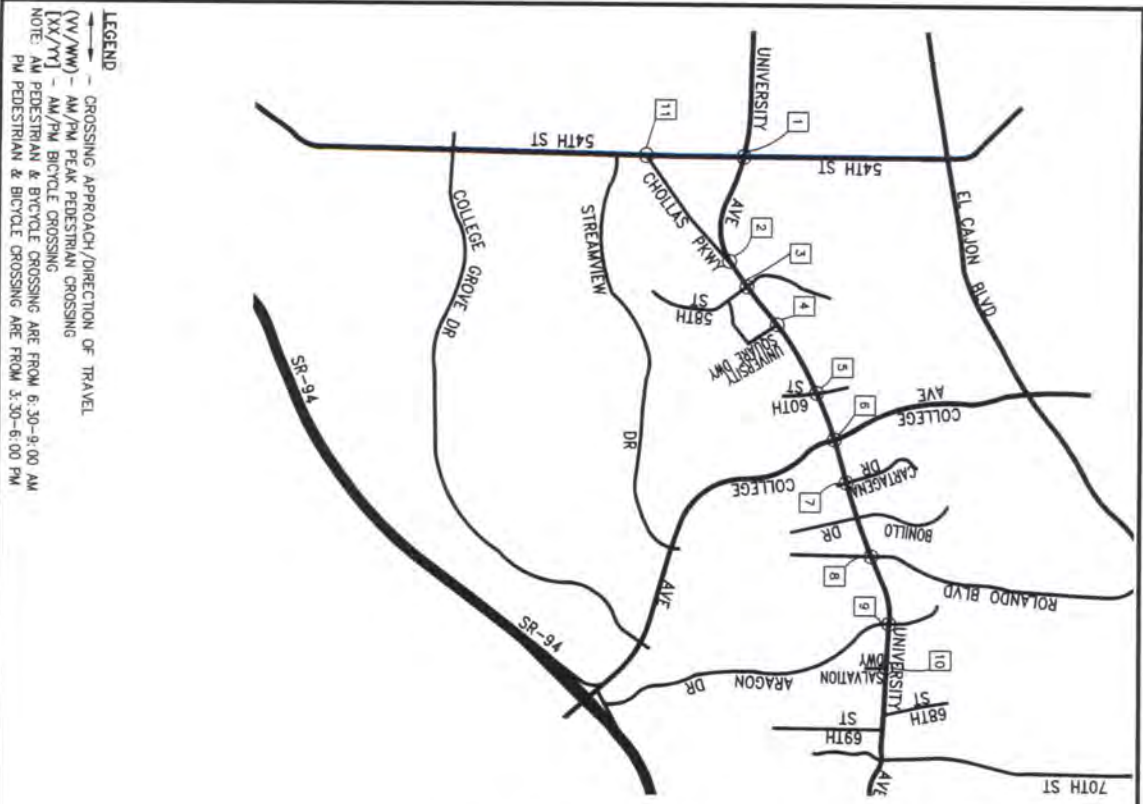 LEGEND
- CROSSING APPROACH/DIRECTION OF TRAVEL
(VV/WW) - AM/PM PEAK PEDESTRIAN CROSSING
[XX/YY] - AM/PM BICYCLE CROSSING
NOTE: AM PEDESTRIAN & BYCYCLE CROSSING ARE FROM 6:30-9:00 AM
PM PEDESTRIAN & BICYCLE CROSSING ARE FROM 3:30-6:00 PM
UNIVERSITY
AVE
11
1
54TH ST
54TH ST
CHOLLAS PKWY
2
3
4
EL CAJON BLVD
COLLEGE GROVE DR
STREAMVIEW
DR
58TH
ST
UNIVERSITY
SQUARE DWY
5
60TH
ST
6
COLLEGE
AVE
COLLEGE
AVE
7
CARTAGENA
DR
BONILLO
DR
8
ROLANDO BLVD
9
UNIVERSITY
AVE
10
SALVATION
DWY
ARAGON
DR
68TH
ST
69TH
ST
70TH ST
SR-94
SR-94